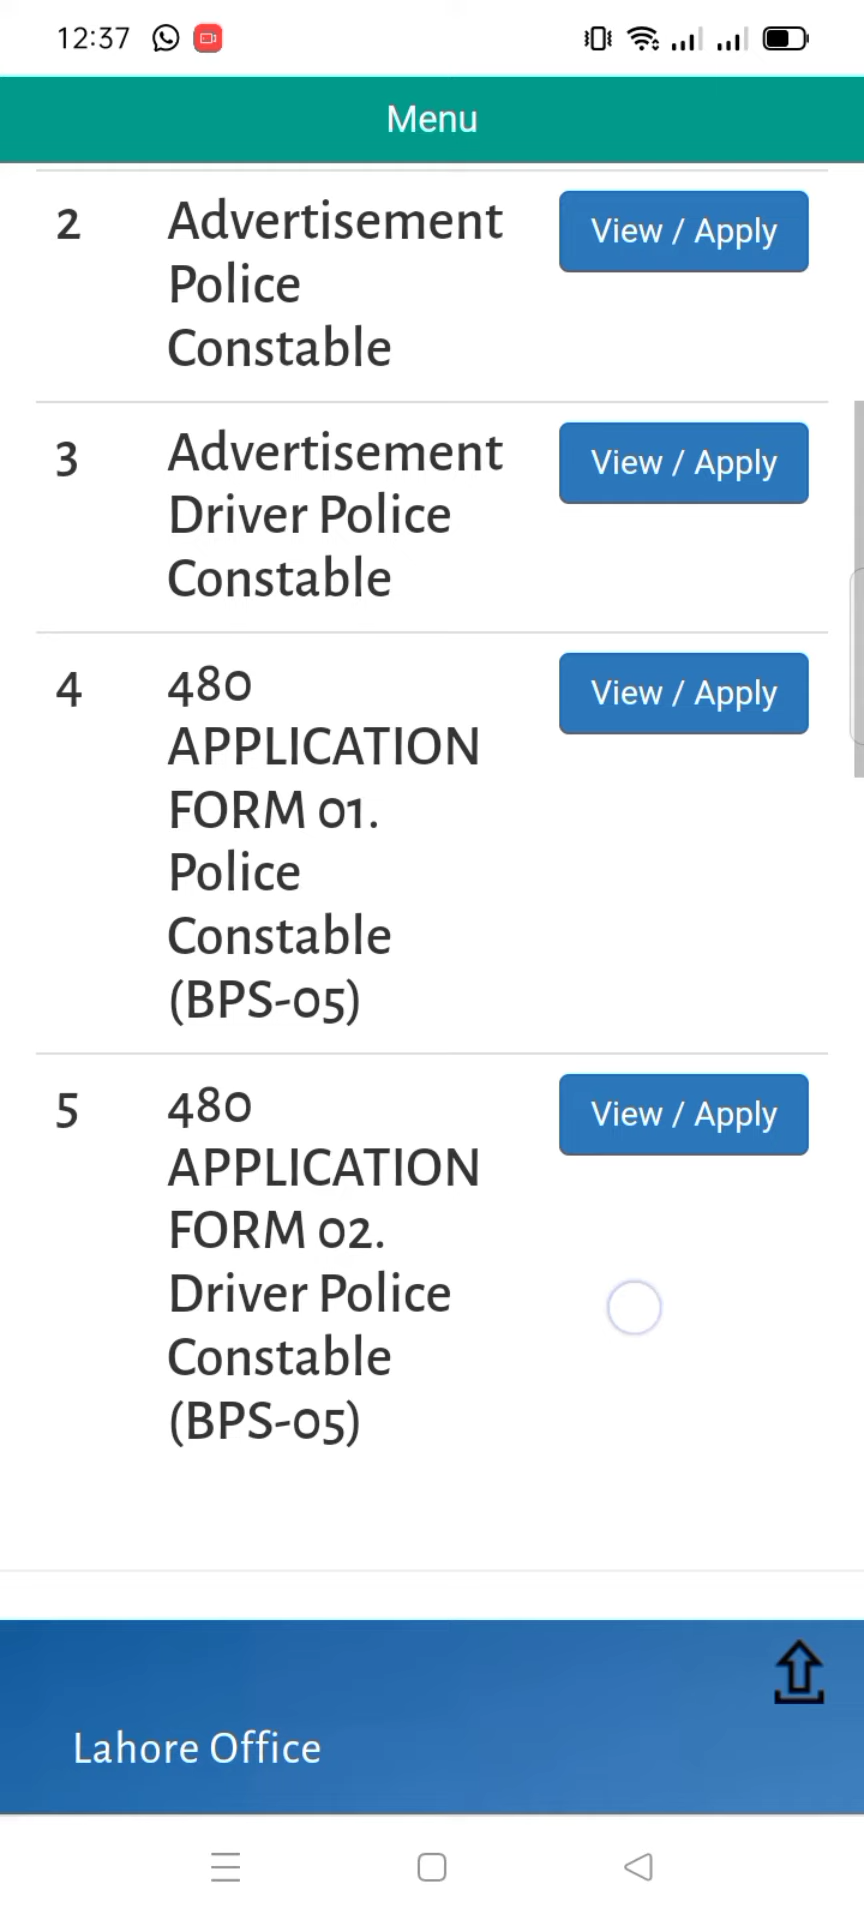 12:37
Menu
2 Advertisement View / Apply
Police
Constable
3 Advertisement View / Apply
Driver Police
Constable
4 480 View / Apply
APPLICATION
FORM 01.
Police
Constable
(BPS-05)
5 480 View / Apply
APPLICATION
FORM 02.
Driver Police
Constable
(BPS-05)
Lahore Office